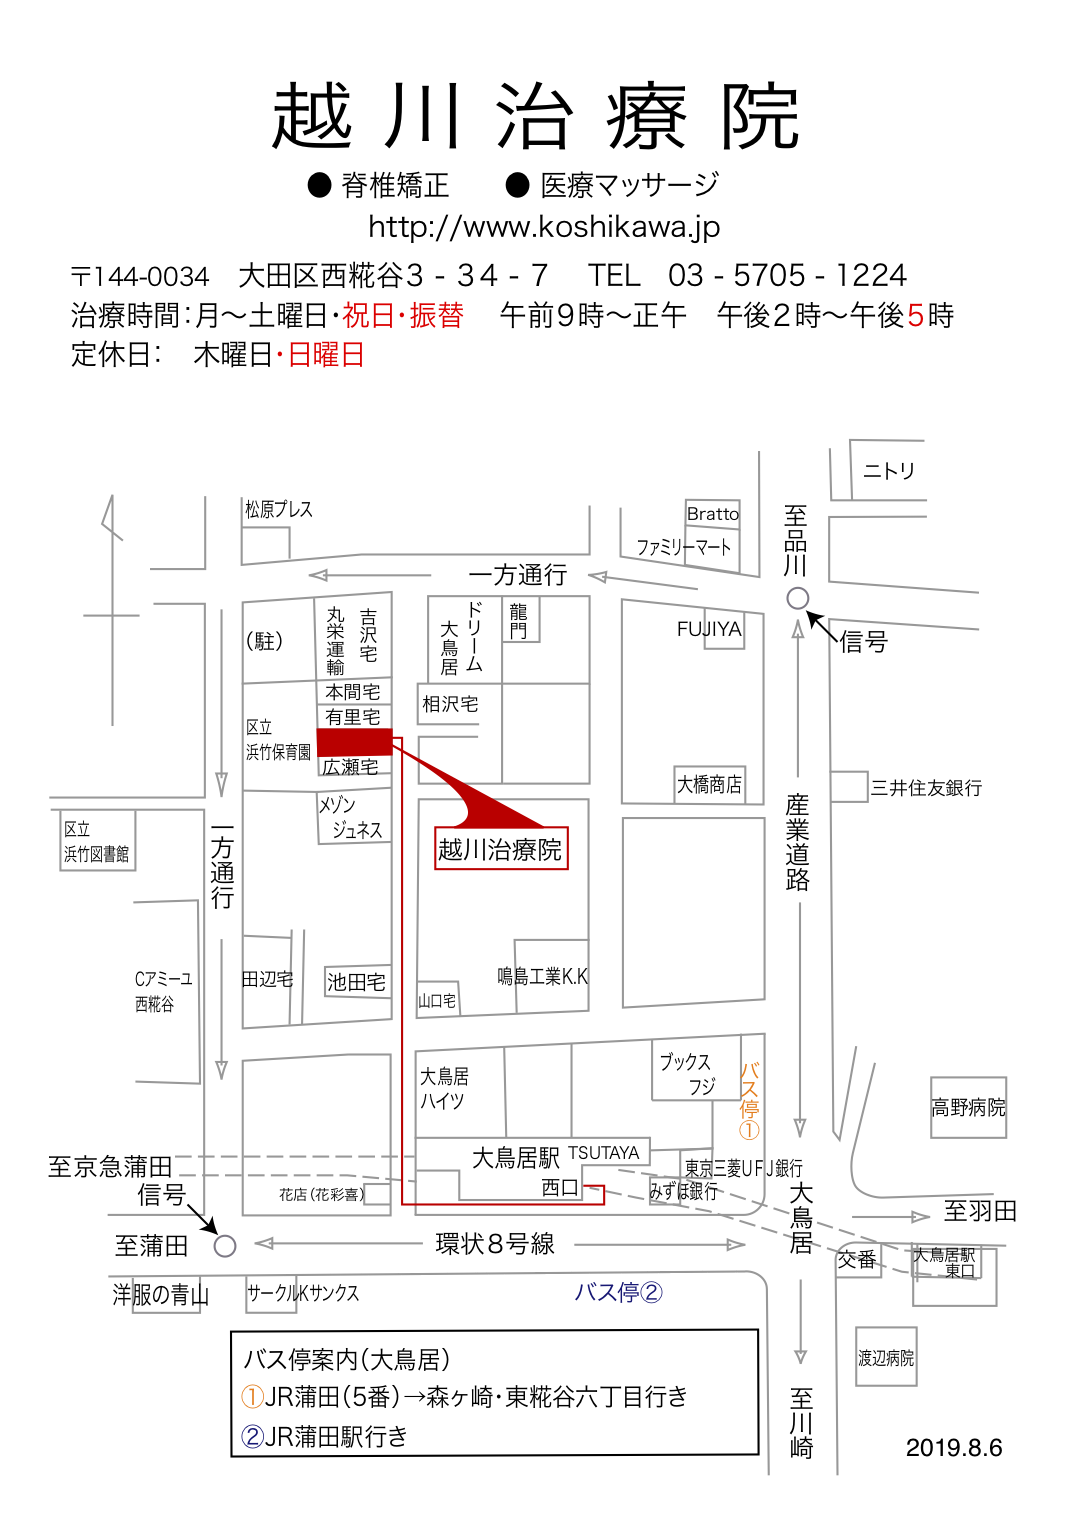 越川治療院
● 脊椎矯正 ● 医療マッサージ
http://www.koshikawa.jp
〒144-0034 大田区西糀谷3 - 34 - 7 TEL 03 - 5705 - 1224
治療時間：月～土曜日・祝日・振替 午前9時～正午 午後2時～午後5時
定休日： 木曜日・日曜日
ニトリ
松原プレス
Bratto
ファミリーマート
至品川
一方通行
信号
(駐)
丸栄運輸
吉沢宅
大鳥居
ドリーム
龍門
FUJIYA
本間宅
有里宅
相沢宅
区立
浜竹保育園
広瀬宅
大橋商店
三井住友銀行
メゾン
ジュネス
産業道路
区立
浜竹図書館
一方通行
越川治療院
Cアミーユ
西糀谷
田辺宅
池田宅
山口宅
鳴島工業K.K
大鳥居
ハイツ
ブックス
フジ
バス停①
高野病院
至京急蒲田
大鳥居駅
TSUTAYA
東京三菱UFJ銀行
西口
みずほ銀行
花店(花彩喜)
信号
大鳥居
至羽田
至蒲田
環状8号線
交番
大鳥居駅
東口
洋服の青山
サークルKサンクス
バス停②
渡辺病院
バス停案内(大鳥居)
①JR蒲田(5番)→森ヶ崎・東糀谷六丁目行き
②JR蒲田駅行き
至川崎
2019.8.6